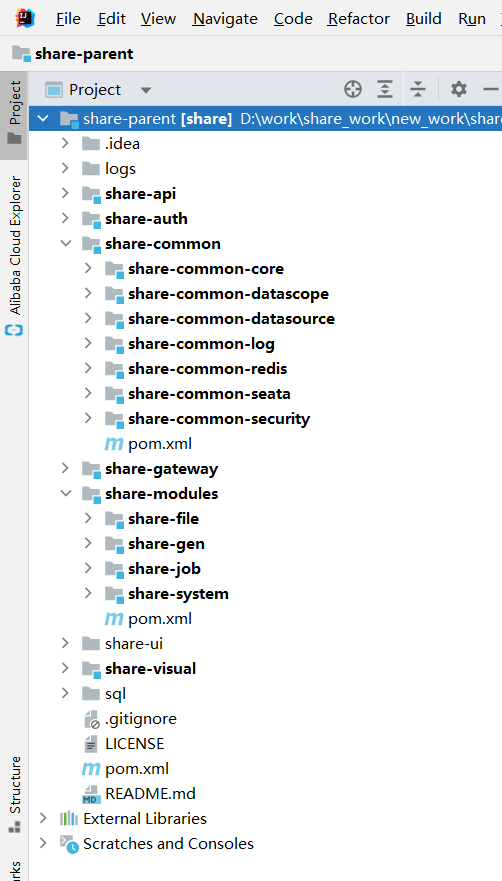 File Edit View Navigate Code Refactor Build Run
share-parent
Project
share-parent [share] D:\work\share_work\new_work\share
.idea
logs
share-api
share-auth
share-common
share-common-core
share-common-datascope
share-common-datasource
share-common-log
share-common-redis
share-common-seata
share-common-security
pom.xml
share-gateway
share-modules
share-file
share-gen
share-job
share-system
pom.xml
share-ui
share-visual
sql
.gitignore
LICENSE
pom.xml
README.md
External Libraries
Scratches and Consoles
Project
Alibaba Cloud Explorer
Structure